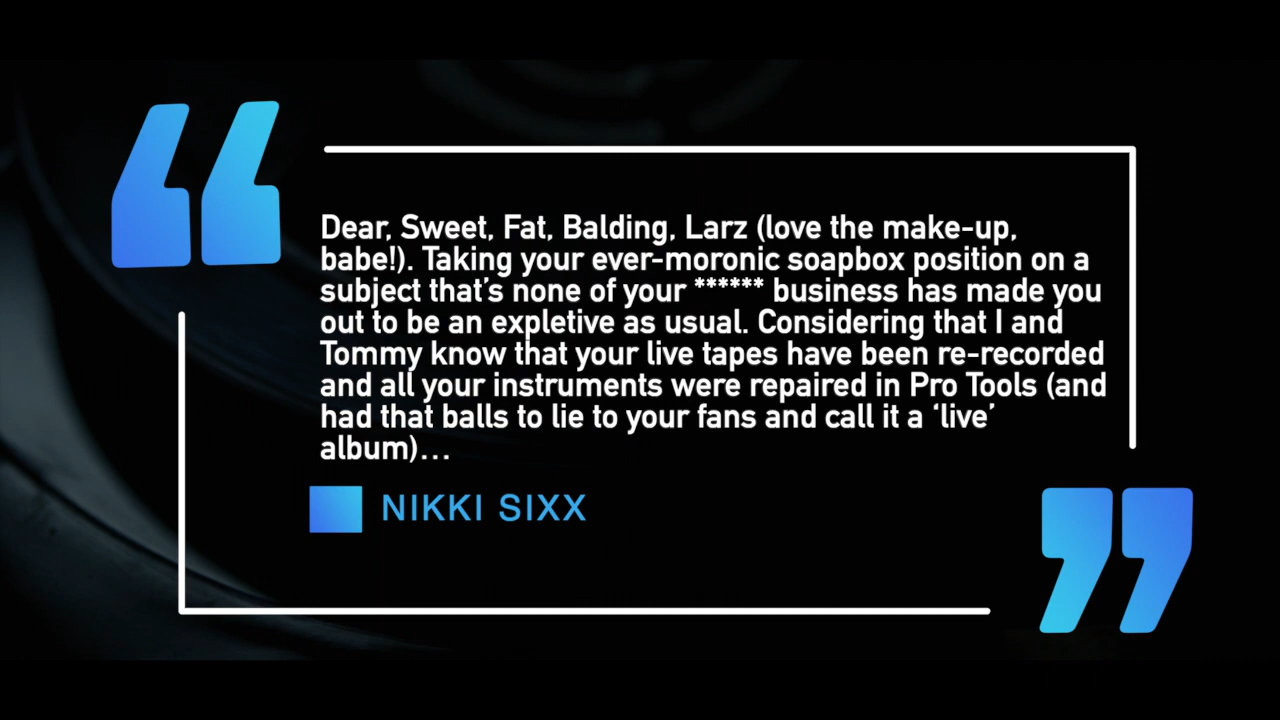 Dear, Sweet, Fat, Balding, Larz (love the make-up,
babe!). Taking your ever-moronic soapbox position on a
subject that's none of your ****** business has made you
out to be an expletive as usual. Considering that I and
Tommy know that your live tapes have been re-recorded
and all your instruments were repaired in Pro Tools (and
had that balls to lie to your fans and call it a ‘live’
album)...
NIKKI SIXX